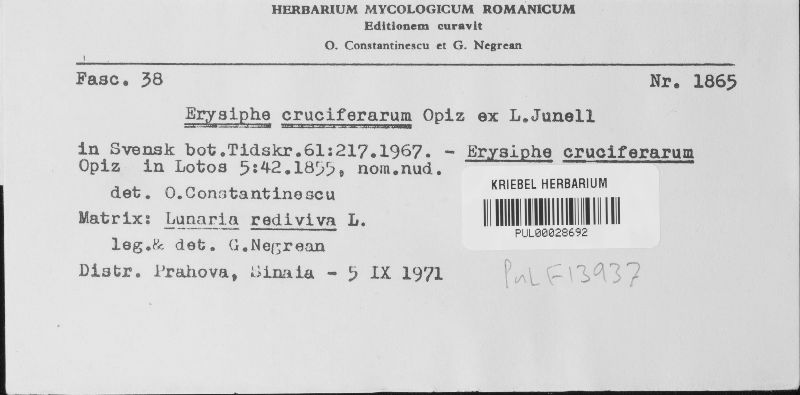 HERBARIUM MYCOLOGICUM ROMANICUM
Editionem curavit
O. Constantinescu et G. Negrean
Fasc. 38 Nr. 1865
Erysiphe cruciferarum Opiz ex L.Junell
in Svensk bot.Tidskr.61:217.1967. - Erysiphe cruciferarum
Opiz in Lotos 5:42.1855, nom.nud.
det. O.Constantinescu
Matrix: Lunaria rediviva L.
leg.& det. G.Negrean
Distr. Prahova, Sinaia - 5 IX 1971
KRIEBEL HERBARIUM
PUL00028692
PUL F13937